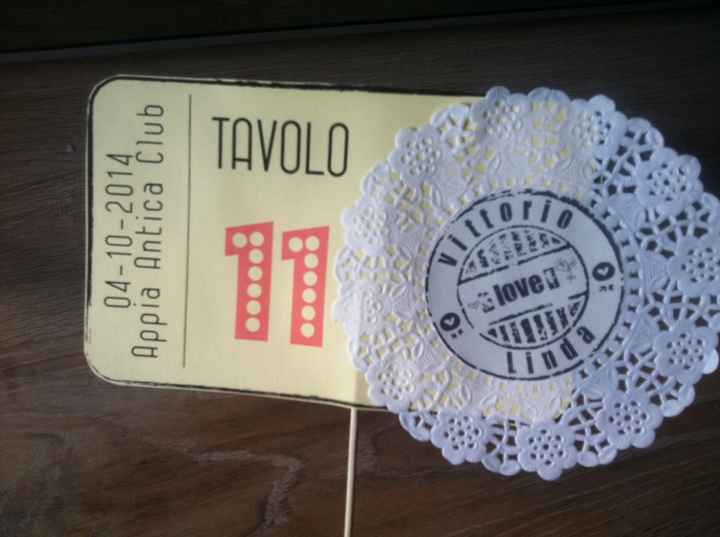 04-10-2014
Appia Antica Club
TAVOLO
11
Vittorio
love
Linda